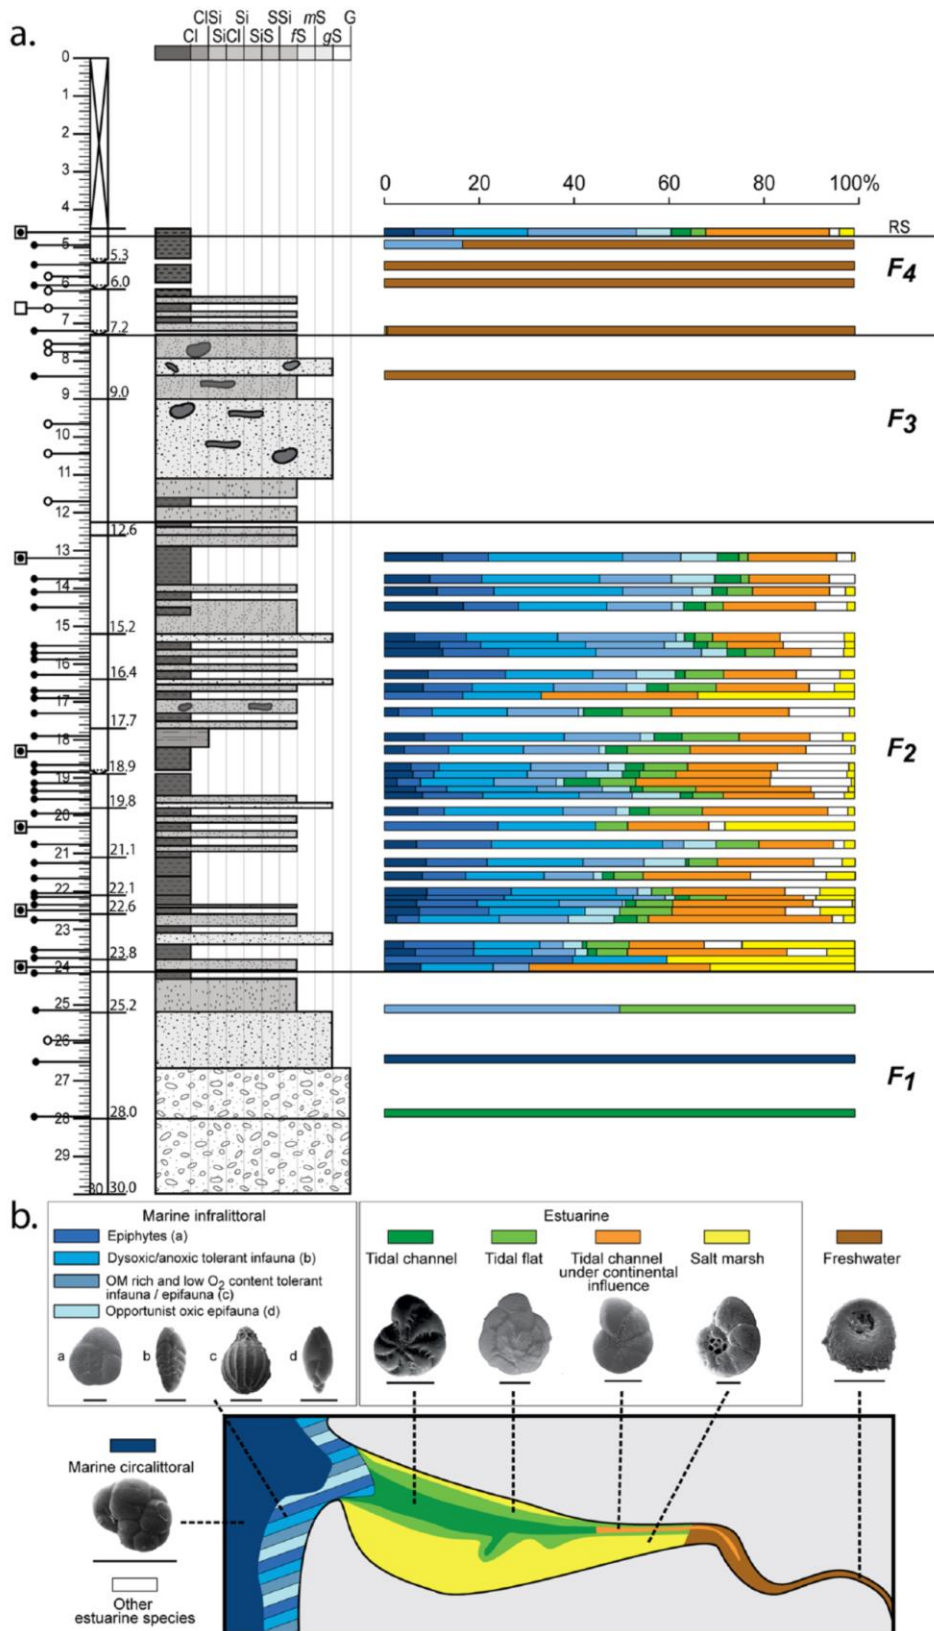 a.
ClSi Si SSi mS G
Cl SiCl SiS fS gS
0
1
2
3
4
0 20 40 60 80 100%
RS
5
5.3
F4
6
6.0
7
7.2
8
9
9.0
F3
10
11
12
12.6
13
14
15
15.2
16
16.4
17
17.7
18
F2
18.9
19
19.8
20
21
21.1
22
22.1
22.6
23
23.8
24
25
25.2
26
27
F1
28.0
28
29
30 30.0
b.
Marine infralittoral
Epiphytes (a)
Dysoxic/anoxic tolerant infauna (b)
OM rich and low O2 content tolerant
infauna / epifauna (c)
Opportunist oxic epifauna (d)
a b c d
Estuarine
Tidal channel
Tidal flat
Tidal channel
under continental
influence
Salt marsh
Freshwater
Marine circalittoral
Other
estuarine species